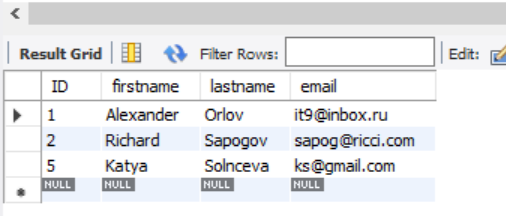 Result Grid Filter Rows: Edit:
ID firstname lastname email
1 Alexander Orlov it9@inbox.ru
2 Richard Sapogov sapog@ricci.com
5 Katya Solnceva ks@gmail.com
NULL NULL NULL NULL